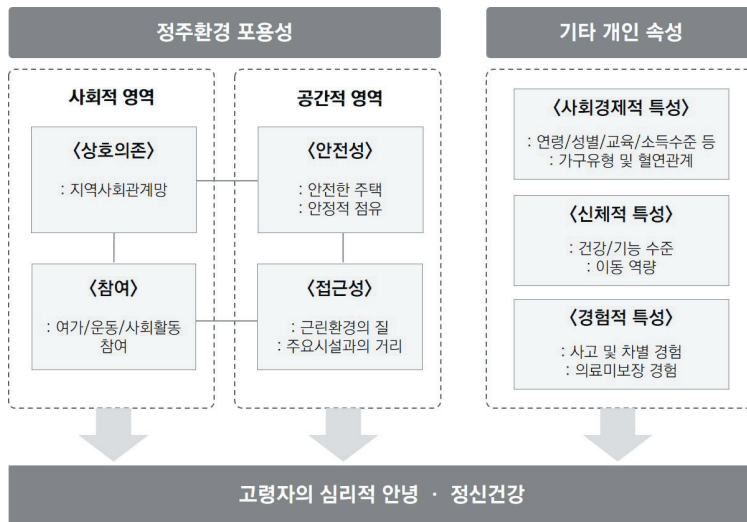 정주환경 포용성
기타 개인 속성
사회적 영역
공간적 영역
〈상호의존〉
: 지역사회관계망
〈안전성〉
: 안전한 주택
: 안정적 점유
〈참여〉
: 여가/운동/사회활동
참여
〈접근성〉
: 근린환경의 질
: 주요시설과의 거리
〈사회경제적 특성〉
: 연령/성별/교육/소득수준 등
: 가구유형 및 혈연관계
〈신체적 특성〉
: 건강/기능 수준
: 이동 역량
〈경험적 특성〉
: 사고 및 차별 경험
: 의료미보장 경험
고령자의 심리적 안녕 · 정신건강